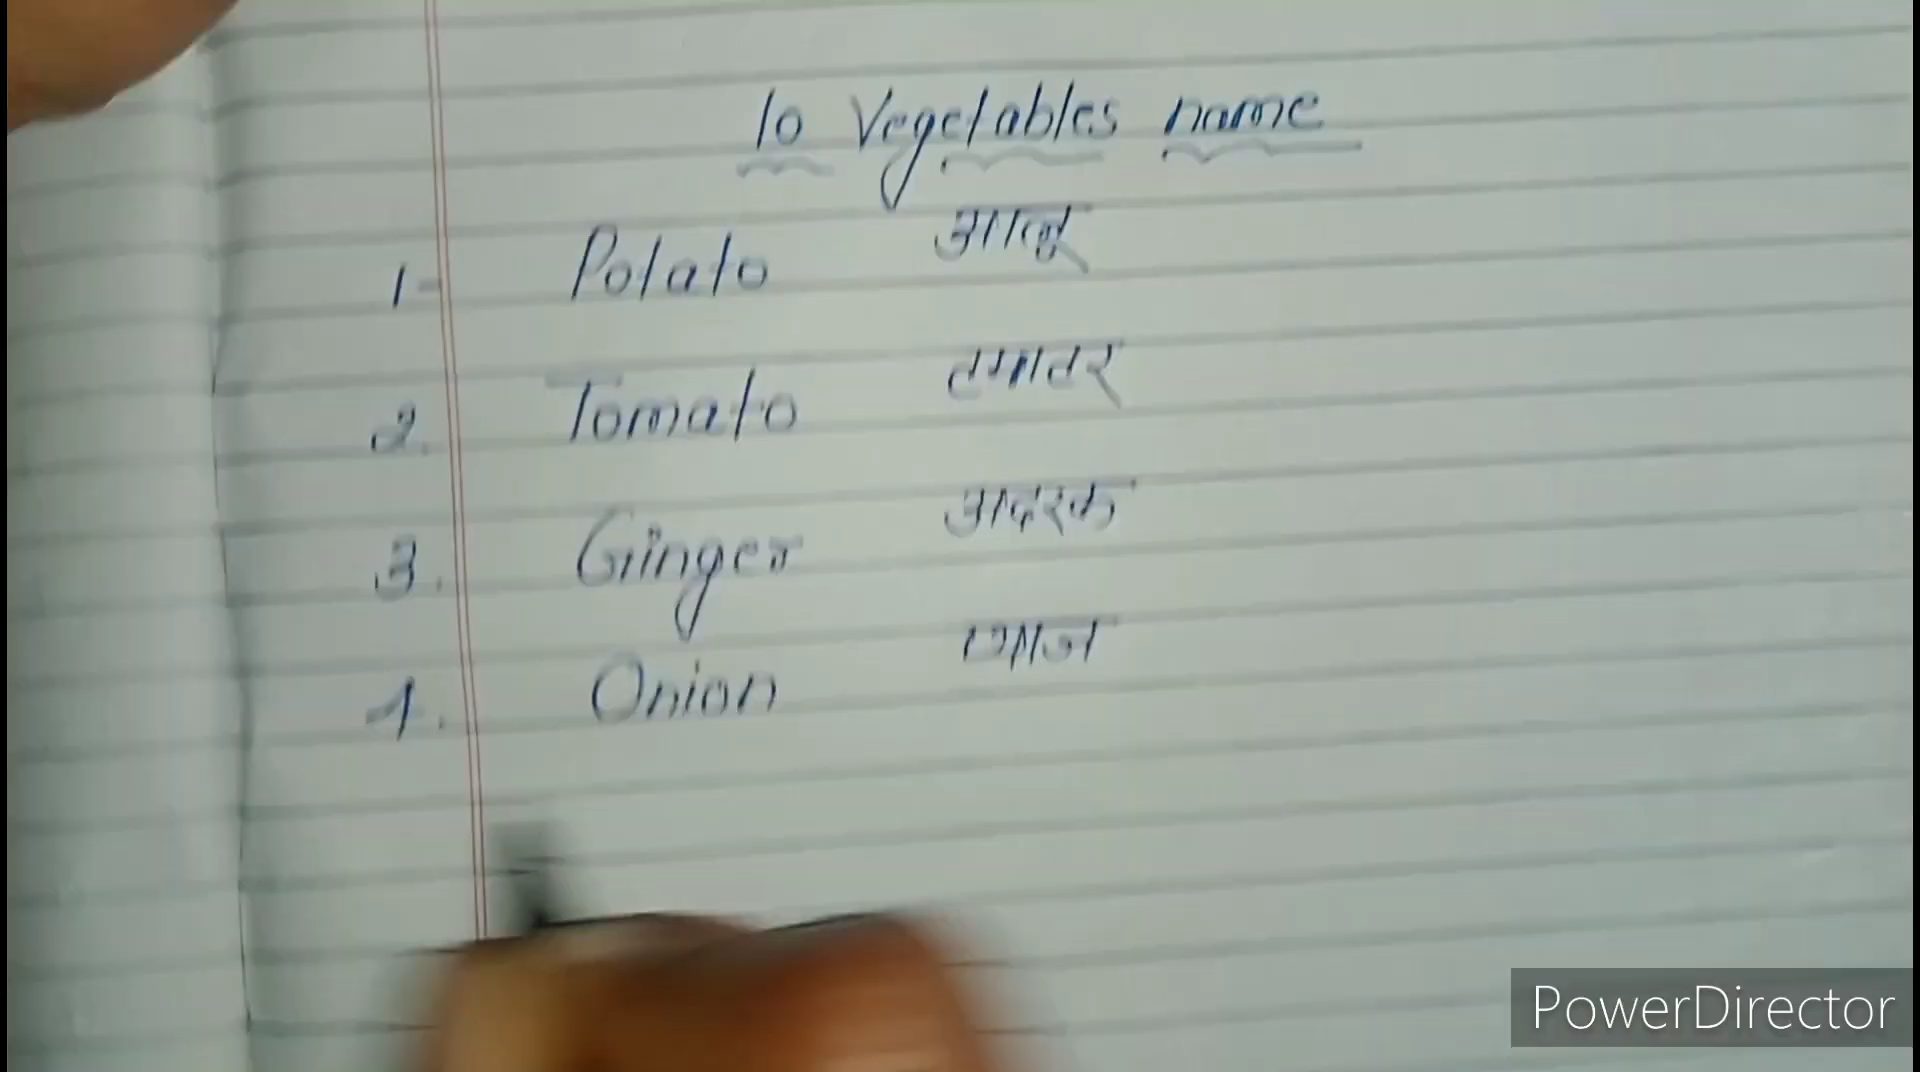 10 Vegetables name
1- Potato आलू
2. Tomato टमाटर
3. Ginger अदरक
4. Onion प्याज
PowerDirector